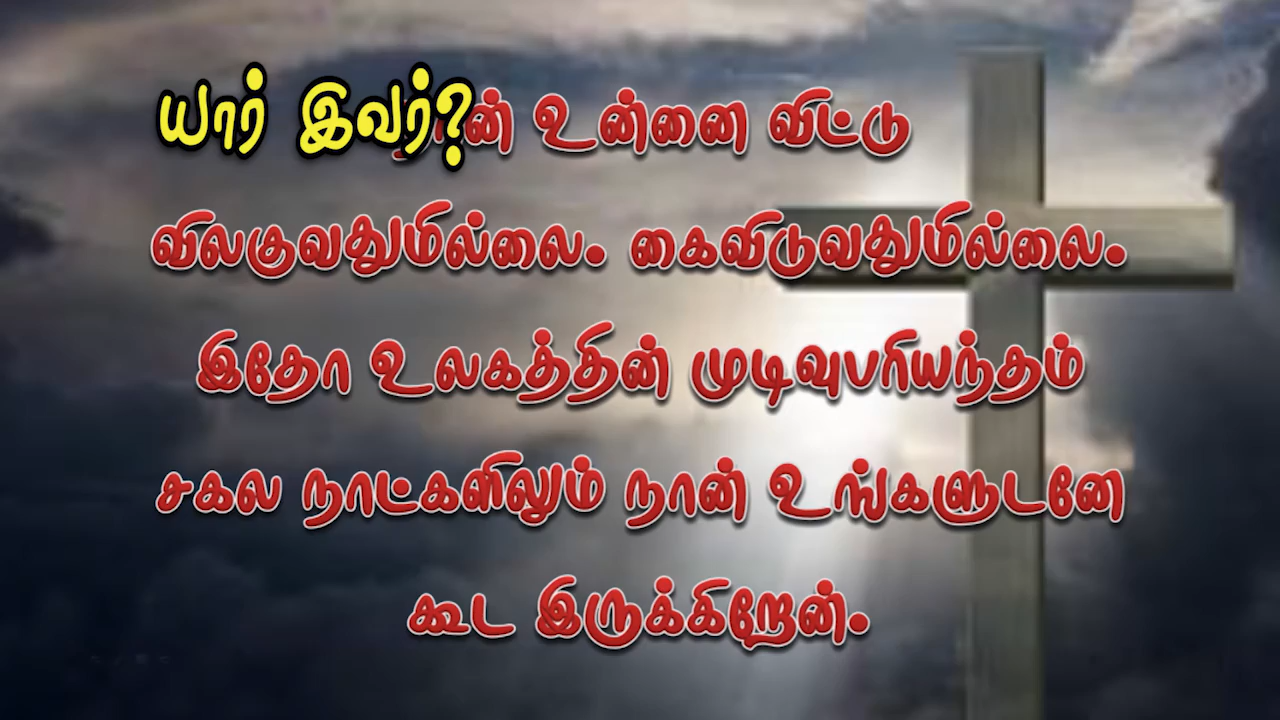 யார் இவர்?
நான் உன்னை விட்டு
விலகுவதுமில்லை. கைவிடுவதுமில்லை.
இதோ உலகத்தின் முடிவுபரியந்தம்
சகல நாட்களிலும் நான் உங்களுடனே
கூட இருக்கிறேன்.